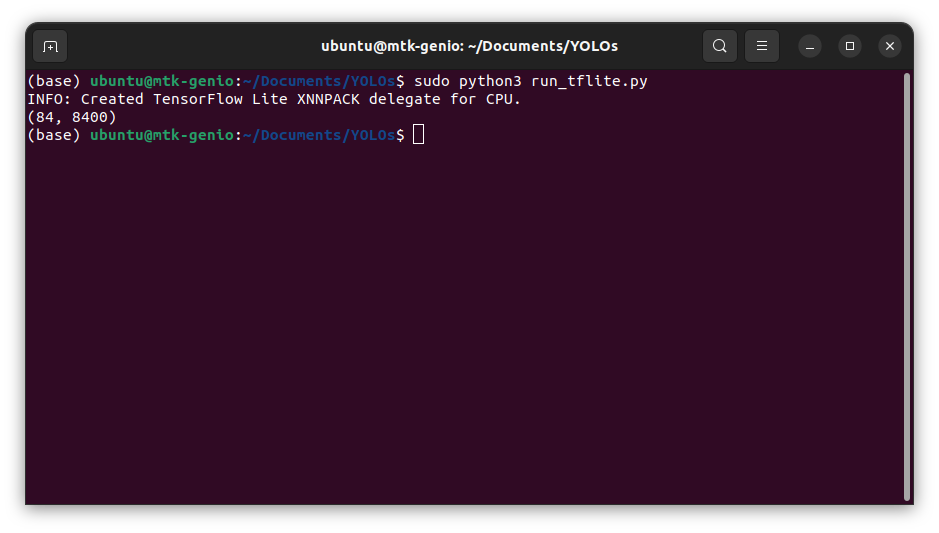 ubuntu@mtk-genio: ~/Documents/YOLOs
(base) ubuntu@mtk-genio:~/Documents/YOLOs$ sudo python3 run_tflite.py
INFO: Created TensorFlow Lite XNNPACK delegate for CPU.
(84, 8400)
(base) ubuntu@mtk-genio:~/Documents/YOLOs$